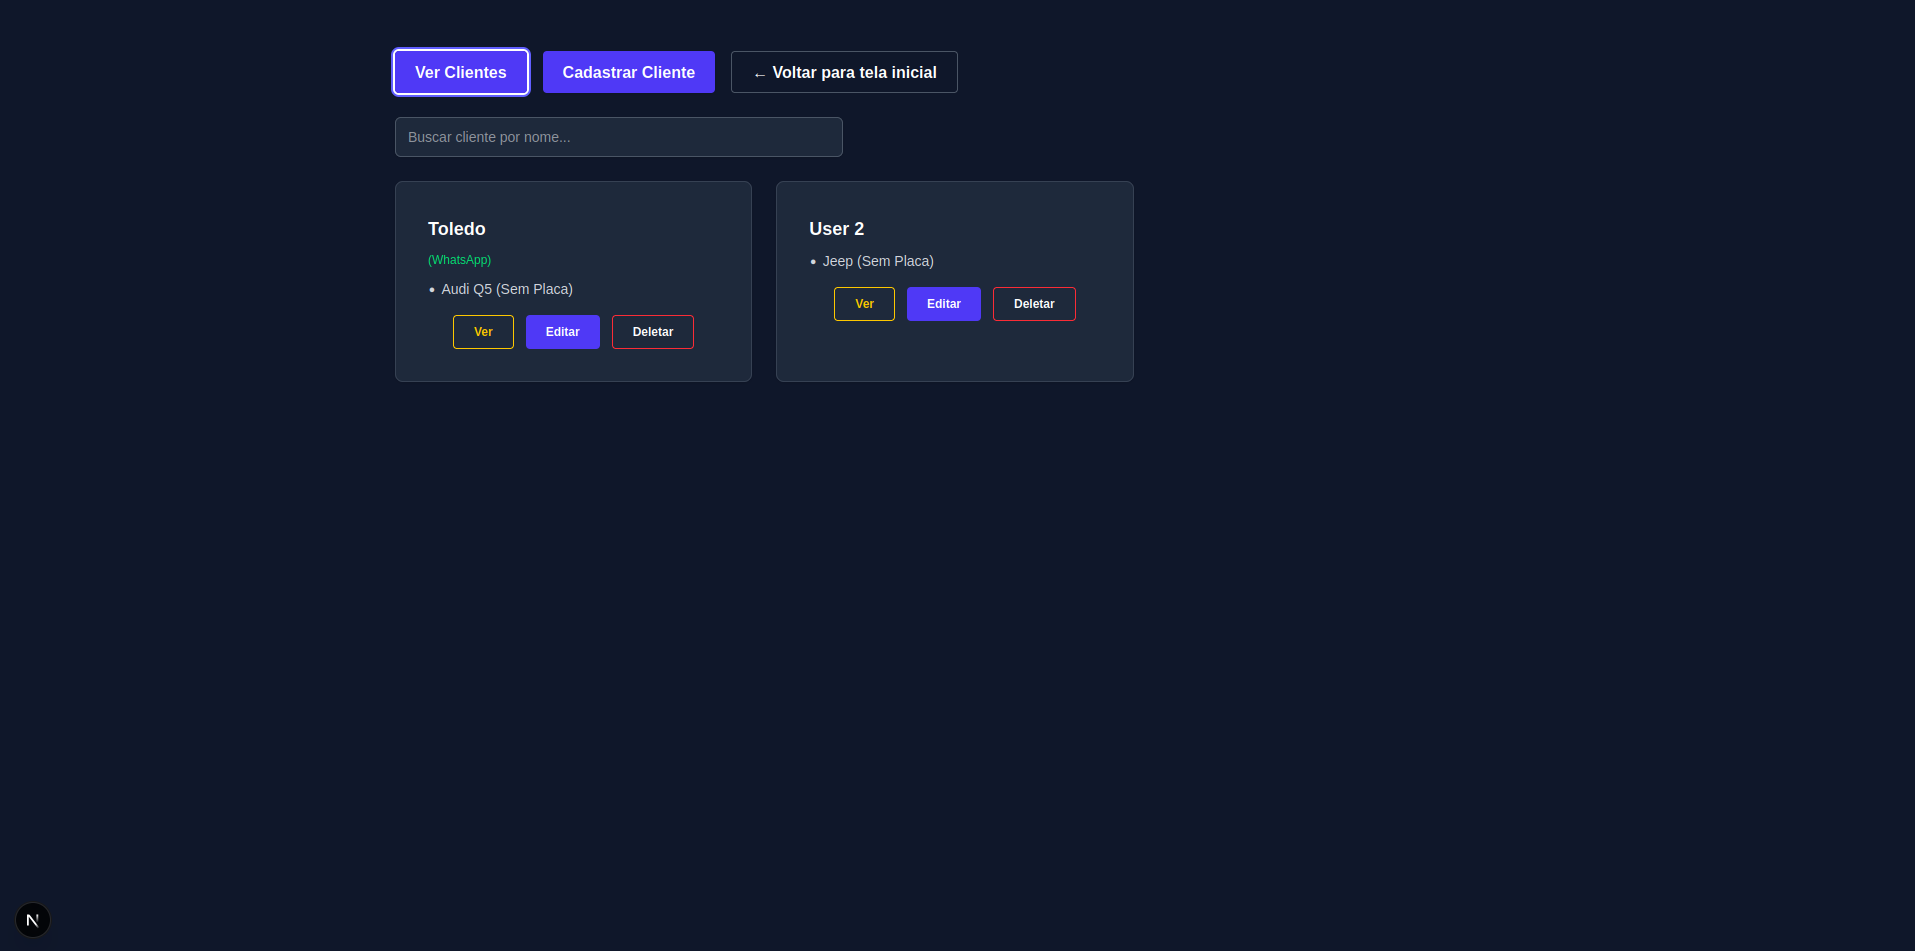 Ver Clientes
Cadastrar Cliente
← Voltar para tela inicial
Buscar cliente por nome...
Toledo
(WhatsApp)
• Audi Q5 (Sem Placa)
Ver
Editar
Deletar
User 2
• Jeep (Sem Placa)
Ver
Editar
Deletar
N